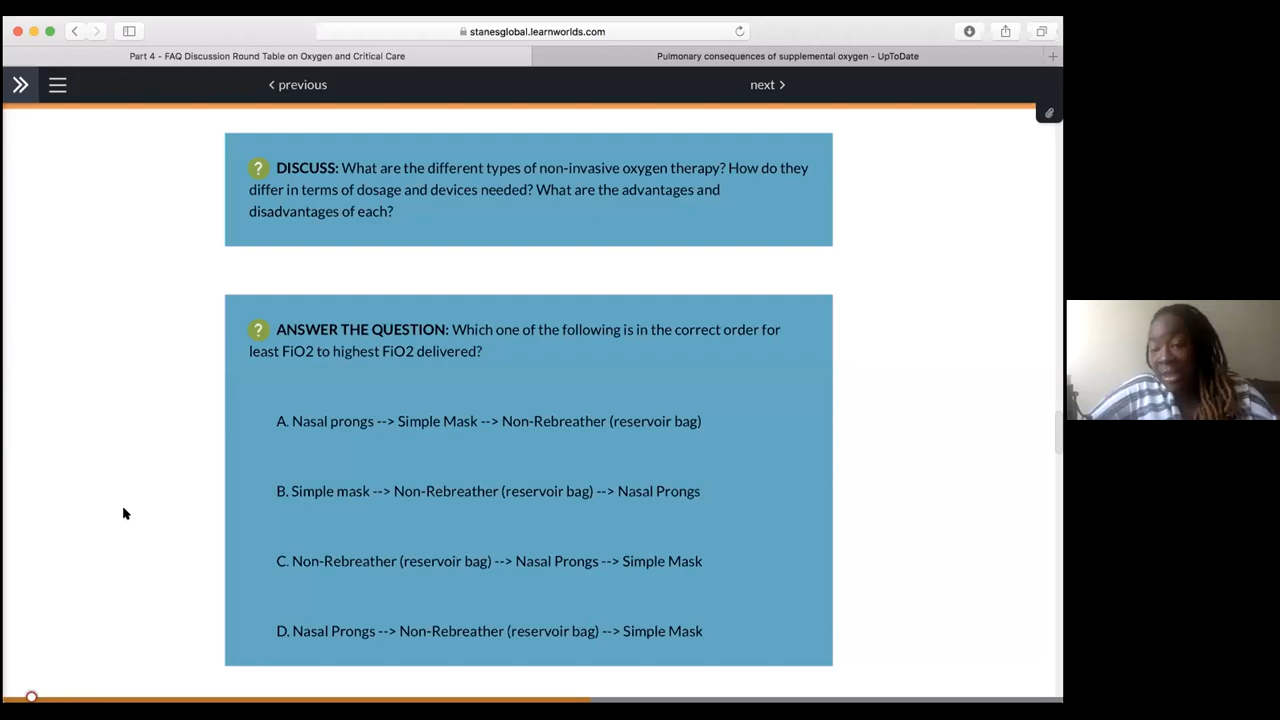 stanesglobal.learnworlds.com
Part 4 - FAQ Discussion Round Table on Oxygen and Critical Care
Pulmonary consequences of supplemental oxygen - UpToDate
< previous
next >
? DISCUSS: What are the different types of non-invasive oxygen therapy? How do they
differ in terms of dosage and devices needed? What are the advantages and
disadvantages of each?
? ANSWER THE QUESTION: Which one of the following is in the correct order for
least FiO2 to highest FiO2 delivered?
A. Nasal prongs --> Simple Mask --> Non-Rebreather (reservoir bag)
B. Simple mask --> Non-Rebreather (reservoir bag) --> Nasal Prongs
C. Non-Rebreather (reservoir bag) --> Nasal Prongs --> Simple Mask
D. Nasal Prongs --> Non-Rebreather (reservoir bag) --> Simple Mask